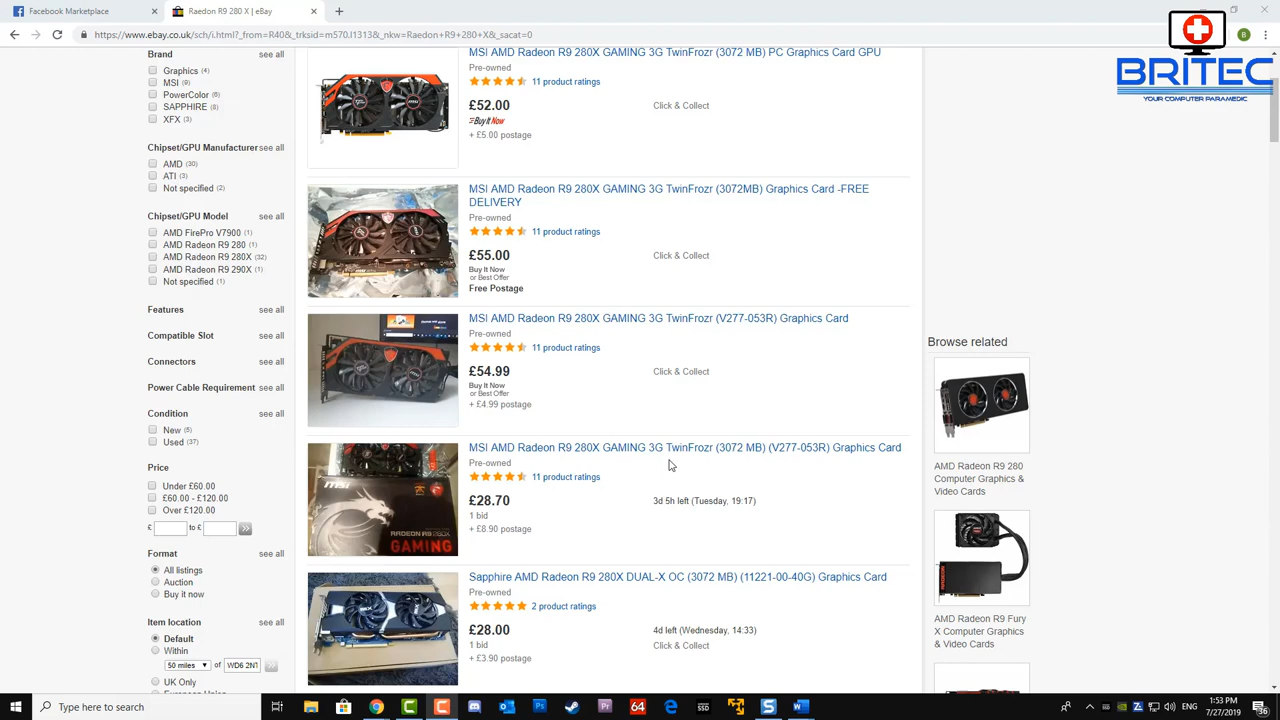 Facebook Marketplace
Raedon R9 280 X | eBay
https://www.ebay.co.uk/sch/i.html?_from=R40&_trksid=m570.l1313&_nkw=Raedon+R9+280+X&_sacat=0
B
BRITEC
YOUR COMPUTER PARAMEDIC
Brand see all
Graphics (4)
MSI (9)
PowerColor (6)
SAPPHIRE (8)
XFX (3)
Chipset/GPU Manufacturer see all
AMD (30)
ATI (3)
Not specified (2)
Chipset/GPU Model see all
AMD FirePro V7900 (1)
AMD Radeon R9 280 (1)
AMD Radeon R9 280X (32)
AMD Radeon R9 290X (1)
Not specified (1)
Features see all
Compatible Slot see all
Connectors see all
Power Cable Requirement see all
Condition see all
New (5)
Used (37)
Price see all
Under £60.00
£60.00 - £120.00
Over £120.00
£ to £
Format see all
All listings
Auction
Buy it now
Item location see all
Default
Within
50 miles of WD6 2NT
UK Only
European Union
MSI AMD Radeon R9 280X GAMING 3G TwinFrozr (3072 MB) PC Graphics Card GPU
Pre-owned
11 product ratings
£52.00 Click & Collect
Buy It Now
+ £5.00 postage
MSI AMD Radeon R9 280X GAMING 3G TwinFrozr (3072MB) Graphics Card -FREE
DELIVERY
Pre-owned
11 product ratings
£55.00 Click & Collect
Buy It Now
or Best Offer
Free Postage
MSI AMD Radeon R9 280X GAMING 3G TwinFrozr (V277-053R) Graphics Card
Pre-owned
11 product ratings
£54.99 Click & Collect
Buy It Now
or Best Offer
+ £4.99 postage
MSI AMD Radeon R9 280X GAMING 3G TwinFrozr (3072 MB) (V277-053R) Graphics Card
Pre-owned
11 product ratings
£28.70 3d 5h left (Tuesday, 19:17)
1 bid
+ £8.90 postage
msi
RADEON R9 280X
GAMING
Sapphire AMD Radeon R9 280X DUAL-X OC (3072 MB) (11221-00-40G) Graphics Card
Pre-owned
2 product ratings
£28.00 4d left (Wednesday, 14:33)
1 bid Click & Collect
+ £3.90 postage
Browse related
AMD Radeon R9 280
Computer Graphics &
Video Cards
AMD Radeon R9 Fury
X Computer Graphics
& Video Cards
Type here to search
Ps
Pr
64
SSD
S
ENG
1:53 PM
7/27/2019
36